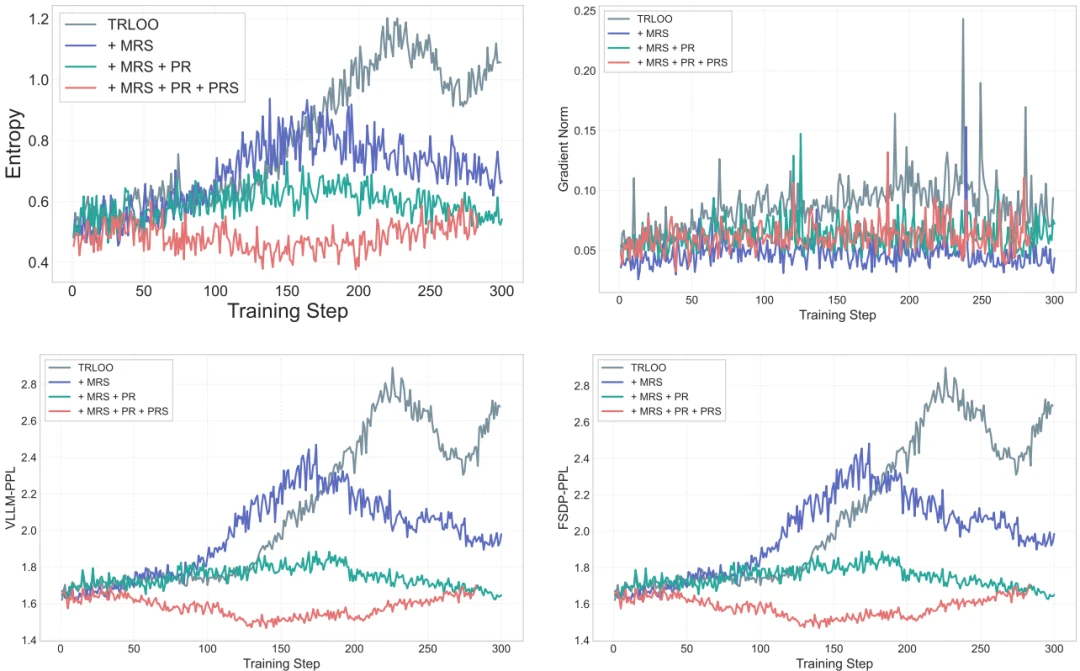 1.2
1.0
0.8
0.6
0.4
Entropy
TRLOO
+ MRS
+ MRS + PR
+ MRS + PR + PRS
0 50 100 150 200 250 300
Training Step
0.25
0.20
0.15
0.10
0.05
Gradient Norm
TRLOO
+ MRS
+ MRS + PR
+ MRS + PR + PRS
0 50 100 150 200 250 300
Training Step
2.8
2.6
2.4
2.2
2.0
1.8
1.6
1.4
VLLM-PPL
TRLOO
+ MRS
+ MRS + PR
+ MRS + PR + PRS
0 50 100 150 200 250 300
Training Step
2.8
2.6
2.4
2.2
2.0
1.8
1.6
1.4
FSDP-PPL
TRLOO
+ MRS
+ MRS + PR
+ MRS + PR + PRS
0 50 100 150 200 250 300
Training Step